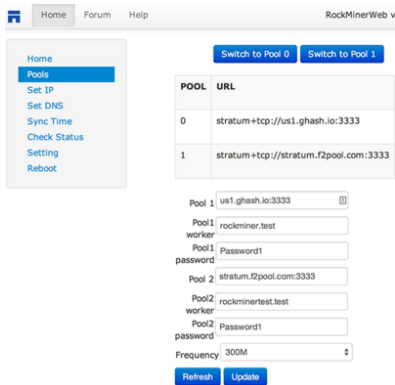 Home Forum Help RockMinerWeb v
Home
Pools
Set IP
Set DNS
Sync Time
Check Status
Setting
Reboot
Switch to Pool 0 Switch to Pool 1
POOL URL
0 stratum+tcp://us1.ghash.io:3333
1 stratum+tcp://stratum.f2pool.com:3333
Pool 1 us1.ghash.io:3333
Pool1 worker rockminer.test
Pool1 password Password1
Pool 2 stratum.f2pool.com:3333
Pool2 worker rockminertest.test
Pool2 password Password1
Frequency 300M
Refresh Update